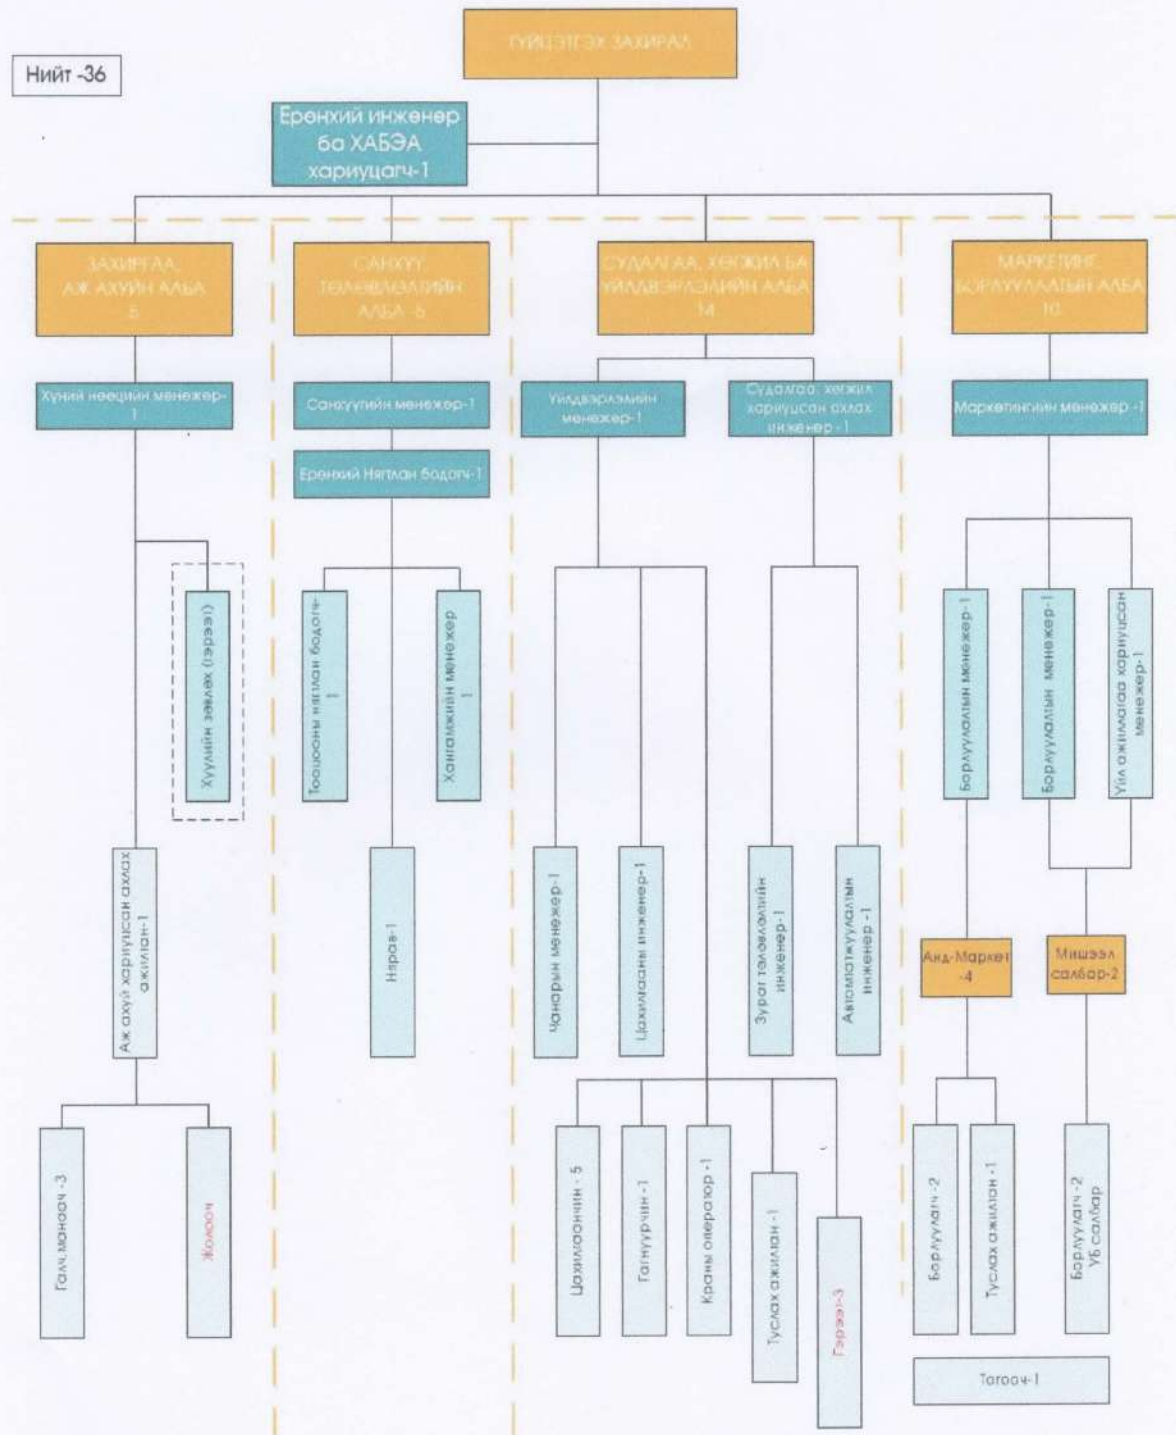 Нийт -36
ГҮЙЦЭТГЭХ ЗАХИРАЛ
Ерөнхий инженер
ба ХАБЭА
хариуцагч-1
ЗАХИРГАА,
АЖ АХУЙН АЛБА
САНХҮҮ
ТӨЛӨВЛӨЛТИЙН
АЛБА -5
СУДАЛГАА, ХӨГЖИЛ БА
ҮЙЛДВЭРЛЭЛИЙН АЛБА
14
МАРКЕТИНГ,
БОРЛУУЛАЛТЫН АЛБА
10
Хүний нөөцийн менежер-
1
Санхүүгийн менежер-1
Ерөнхий Нягтлан бодогч-1
Үйлдвэрлэлийн
менежер-1
Судалгаа, хөгжил
хариуцсан ахлах
инженер -1
Маркетингийн менежер -1
Хуулийн зөвлөх (гэрээт)
Тооцооны нягтлан бодогч-
1
Хангамжийн менежер
1
Борлуулалтын менежер- 1
Борлуулалтын менежер-1
Үйл ажиллагаа хариуцсан
менежер-1
Аж ахуй хариуцсан ахлах
ажилтан-1
Нярав-1
Чанарын менежер-1
Цахилгааны инженер-1
Зураг төлөвлөлтийн
инженер-1
Автоматжуулалтын
инженер -1
Анд-Маркет
-4
Мишээл
салбар-2
Галч,манаач -3
Жолооч
Цахилгаанчин - 5
Гагнуурчин -1
Краны оператор -1
Туслах ажилтан -1
Гэрээт-3
Борлуулагч -2
Туслах ажилтан -1
Борлуулагч -2
УБ салбар
Тогооч-1